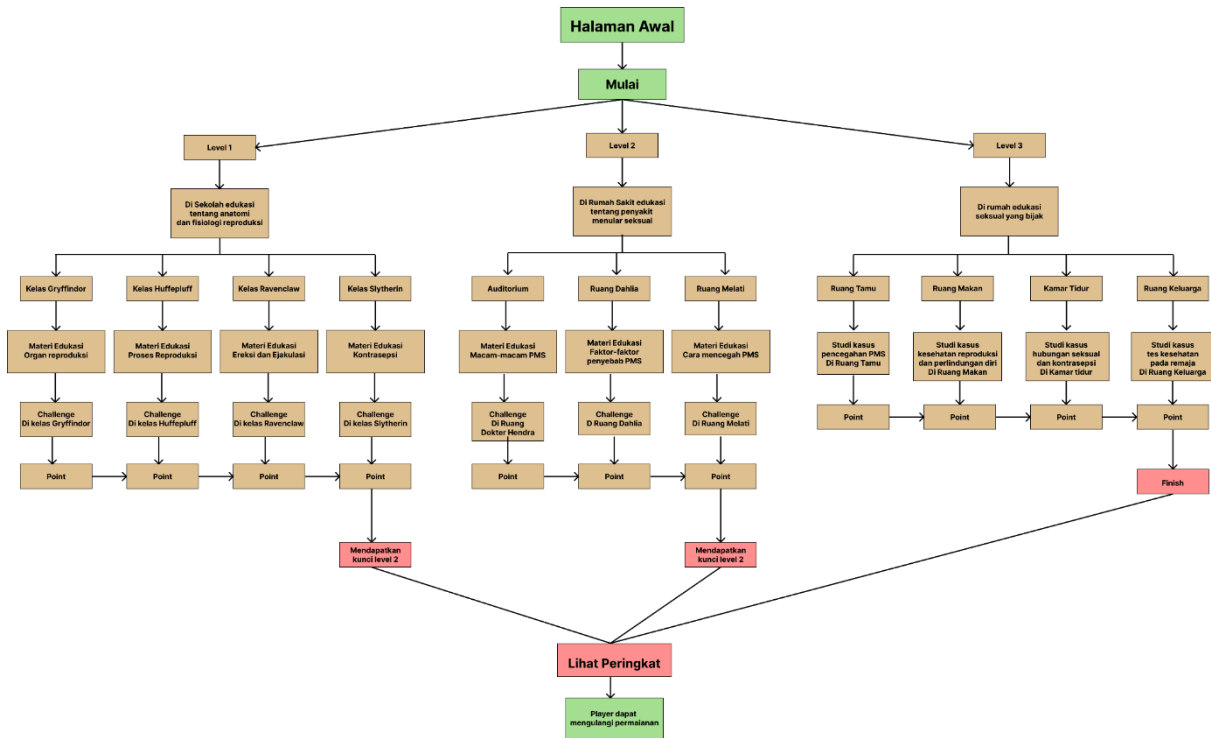 Halaman Awal
Mulai
Level 1
Level 2
Level 3
Di Sekolah edukasi
tentang anatomi
dan fisiologi reproduksi
Di Rumah Sakit edukasi
tentang penyakit
menular seksual
Di rumah edukasi
seksual yang bijak
Kelas Gryffindor
Kelas Huffepluff
Kelas Ravenclaw
Kelas Slytherin
Auditorium
Ruang Dahlia
Ruang Melati
Ruang Tamu
Ruang Makan
Kamar Tidur
Ruang Keluarga
Materi Edukasi
Organ reproduksi
Materi Edukasi
Proses Reproduksi
Materi Edukasi
Ereksi dan Ejakulasi
Materi Edukasi
Kontrasepsi
Materi Edukasi
Macam-macam PMS
Materi Edukasi
Faktor-faktor
penyebab PMS
Materi Edukasi
Cara mencegah PMS
Studi kasus
pencegahan PMS
Di Ruang Tamu
Studi kasus
kesehatan reproduksi
dan perlindungan diri
Di Ruang Makan
Studi kasus
hubungan seksual
dan kontrasepsi
Di Kamar tidur
Studi kasus
tes kesehatan
pada remaja
Di Ruang Keluarga
Challenge
Di kelas Gryffindor
Challenge
Di kelas Huffepluff
Challenge
Di kelas Ravenclaw
Challenge
Di kelas Slytherin
Challenge
Di Ruang
Dokter Hendra
Challenge
D Ruang Dahlia
Challenge
Di Ruang Melati
Point
Point
Point
Point
Point
Point
Point
Point
Point
Point
Point
Finish
Mendapatkan
kunci level 2
Mendapatkan
kunci level 2
Lihat Peringkat
Player dapat
mengulangi permaianan